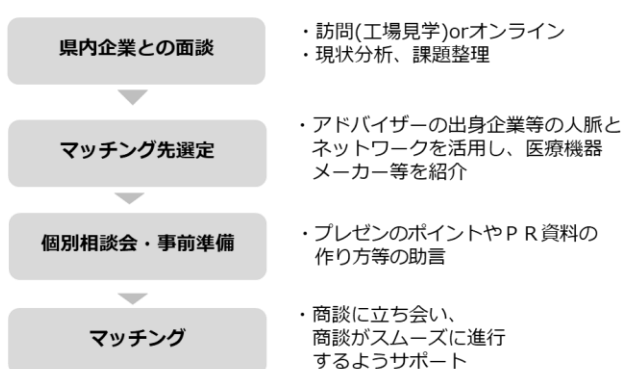 県内企業との面談
・訪問(工場見学)orオンライン
・現状分析、課題整理
マッチング先選定
・アドバイザーの出身企業等の人脈と
ネットワークを活用し、医療機器
メーカー等を紹介
個別相談会・事前準備
・プレゼンのポイントやＰＲ資料の
作り方等の助言
マッチング
・商談に立ち会い、
商談がスムーズに進行
するようサポート